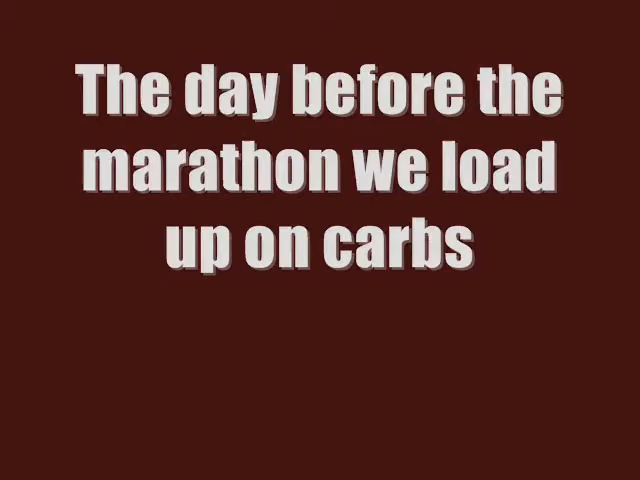 The day before the
marathon we load
up on carbs